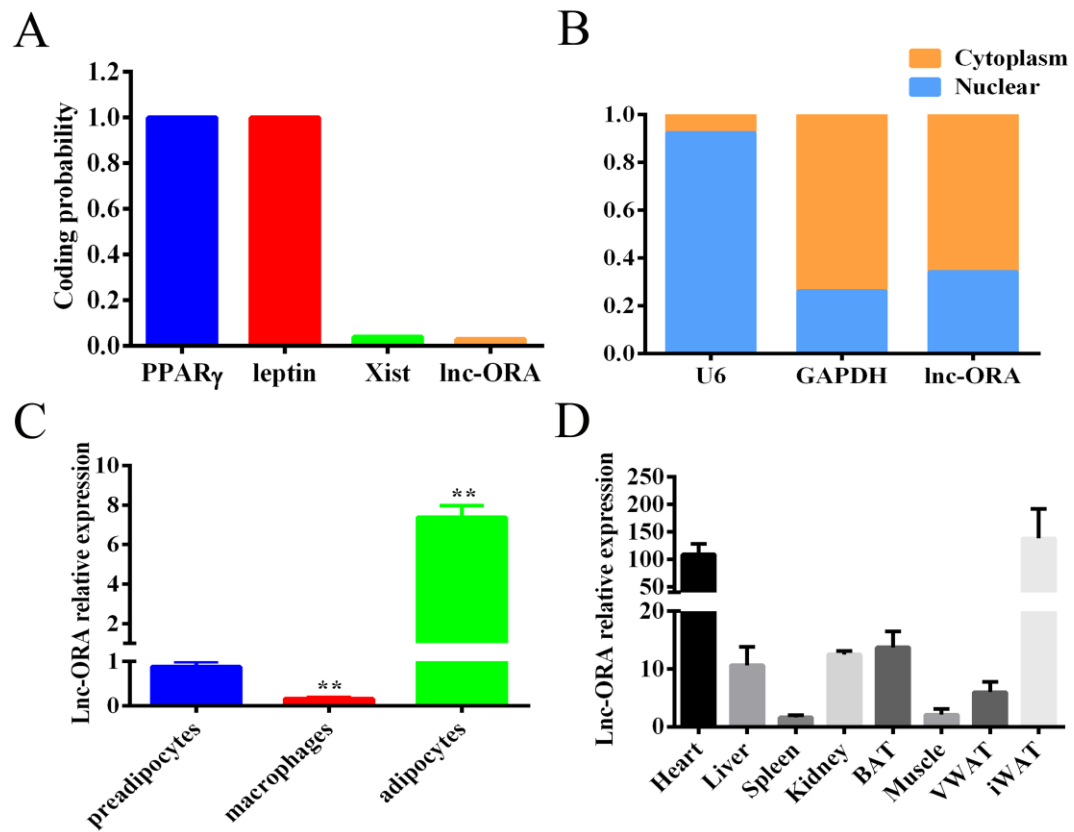 A
Coding probability
1.2
1.0
0.8
0.6
0.4
0.2
0.0
PPARγ leptin Xist lnc-ORA
B
Cytoplasm
Nuclear
1.0
0.8
0.6
0.4
0.2
0.0
U6 GAPDH lnc-ORA
C
Lnc-ORA relative expression
10
8
6
4
2
1
0
**
**
preadipocytes macrophages adipocytes
D
Lnc-ORA relative expression
250
200
150
100
50
20
10
0
Heart Liver Spleen Kidney BAT Muscle VWAT iWAT